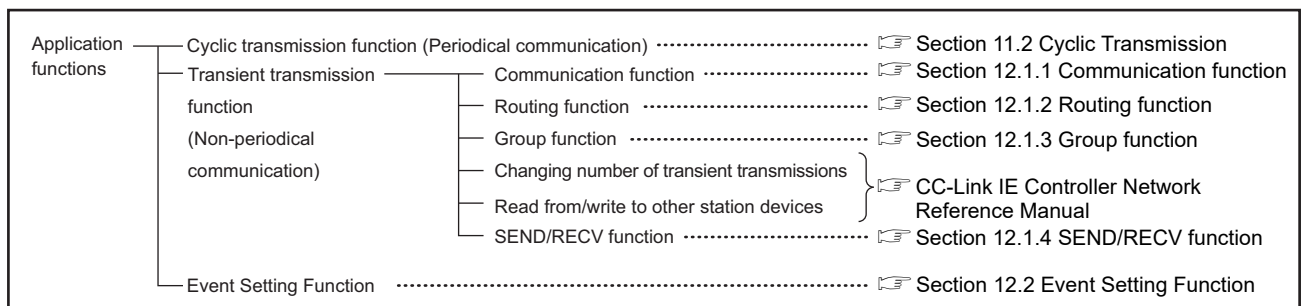 Application functions
Cyclic transmission function (Periodical communication) Section 11.2 Cyclic Transmission
Transient transmission function (Non-periodical communication)
Communication function Section 12.1.1 Communication function
Routing function Section 12.1.2 Routing function
Group function Section 12.1.3 Group function
Changing number of transient transmissions
Read from/write to other station devices
CC-Link IE Controller Network
Reference Manual
SEND/RECV function Section 12.1.4 SEND/RECV function
Event Setting Function Section 12.2 Event Setting Function